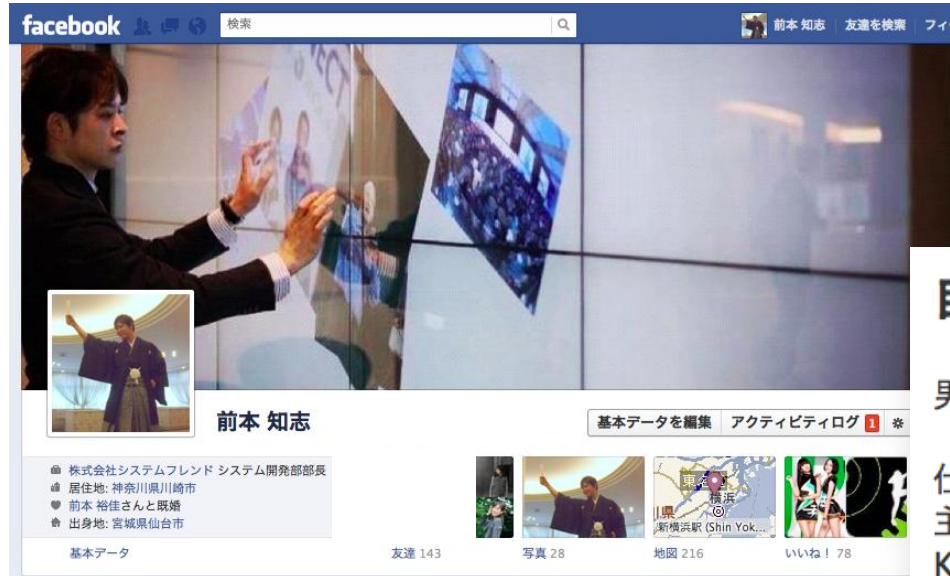 facebook 検索 前本 知志 友達を検索 フィ
前本 知志
基本データを編集 アクティビティログ 1
株式会社システムフレンド システム開発部部長
居住地: 神奈川県川崎市
前本 裕佳さんと既婚
出身地: 宮城県仙台市
横浜
新横浜駅 (Shin Yok...
基本データ 友達 143 写真 28 地図 216 いいね! 78
男
仕
主
K